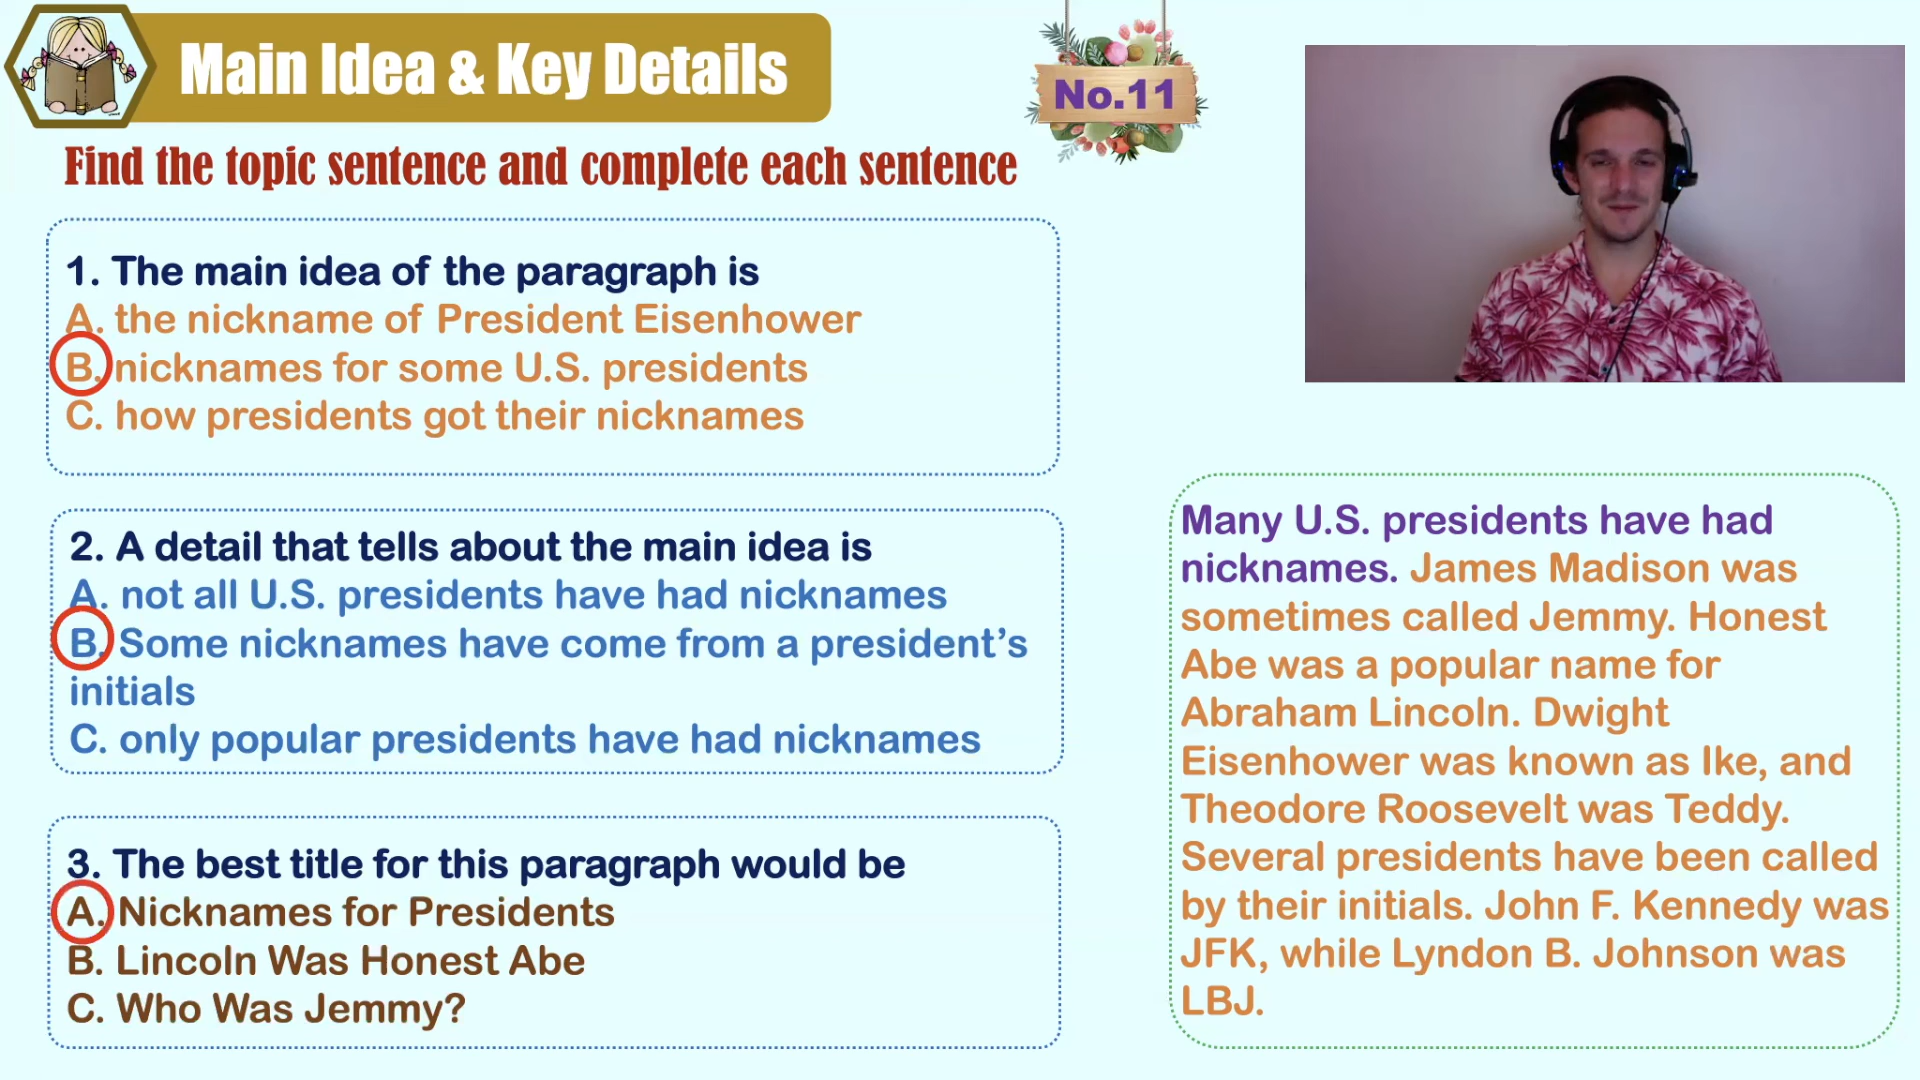 Main Idea & Key Details
No.11
Find the topic sentence and complete each sentence
1. The main idea of the paragraph is
A. the nickname of President Eisenhower
B. nicknames for some U.S. presidents
C. how presidents got their nicknames
2. A detail that tells about the main idea is
A. not all U.S. presidents have had nicknames
B. Some nicknames have come from a president’s
initials
C. only popular presidents have had nicknames
3. The best title for this paragraph would be
A. Nicknames for Presidents
B. Lincoln Was Honest Abe
C. Who Was Jemmy?
Many U.S. presidents have had
nicknames. James Madison was
sometimes called Jemmy. Honest
Abe was a popular name for
Abraham Lincoln. Dwight
Eisenhower was known as Ike, and
Theodore Roosevelt was Teddy.
Several presidents have been called
by their initials. John F. Kennedy was
JFK, while Lyndon B. Johnson was
LBJ.